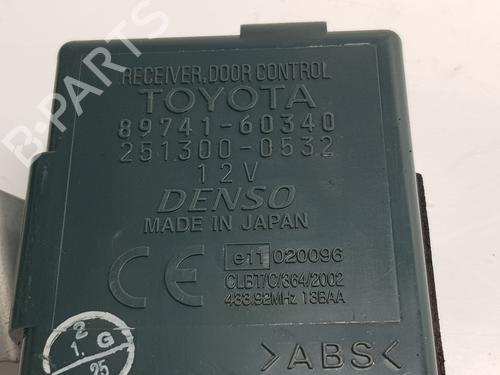 RECEIVER, DOOR CONTROL
TOYOTA
89741-60340
251300-0532
12V
DENSO
MADE IN JAPAN
e11 020096
CLBT/C/364/2002
433.92MHz 13BAA
CE
>ABS<
2
1. G
25
B-PARTS